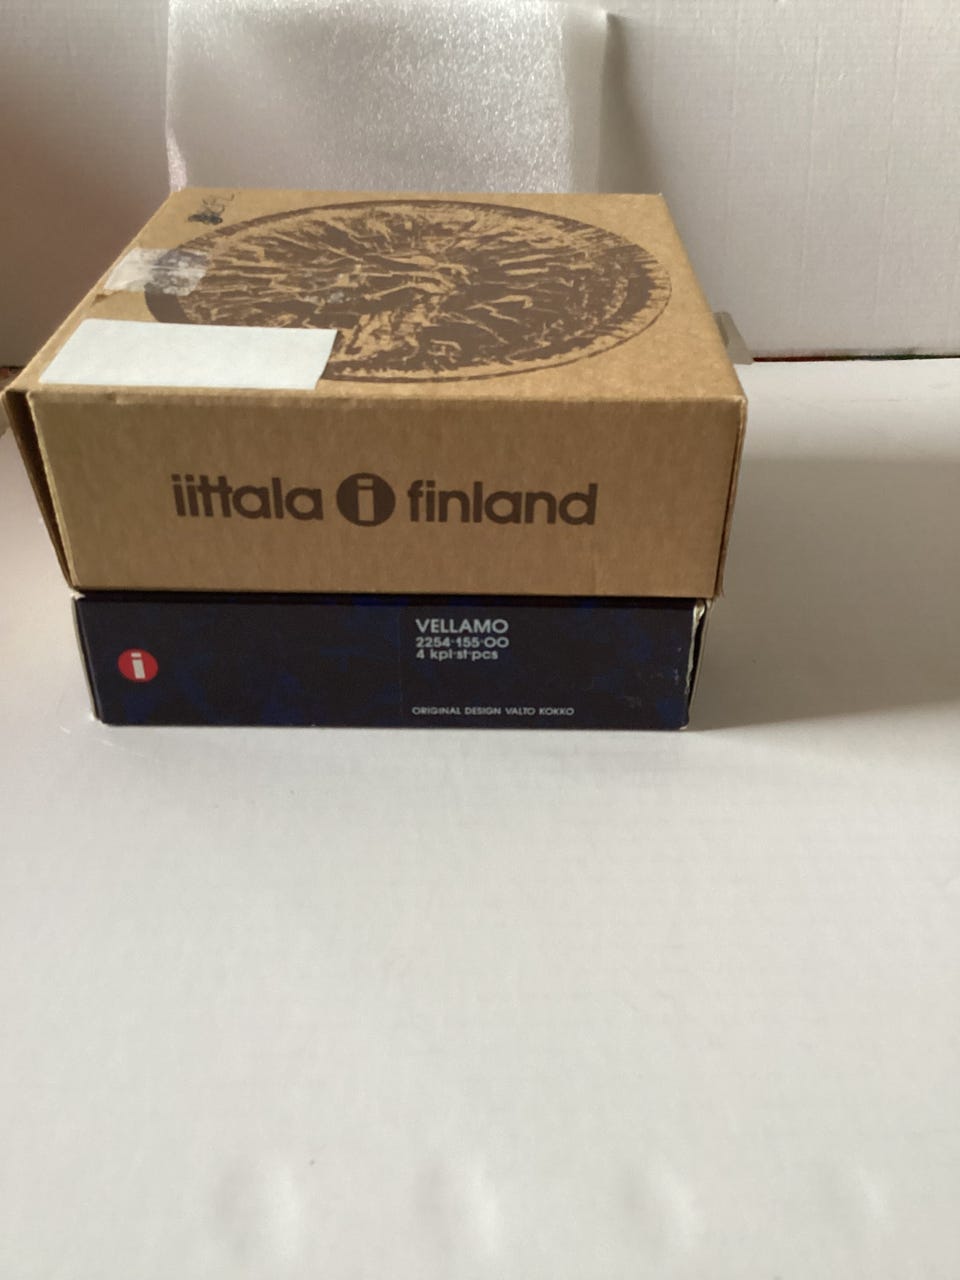 iittala i finland
i
VELLAMO
2254-155-00
4 kpl·st·pcs
ORIGINAL DESIGN VALTO KOKKO